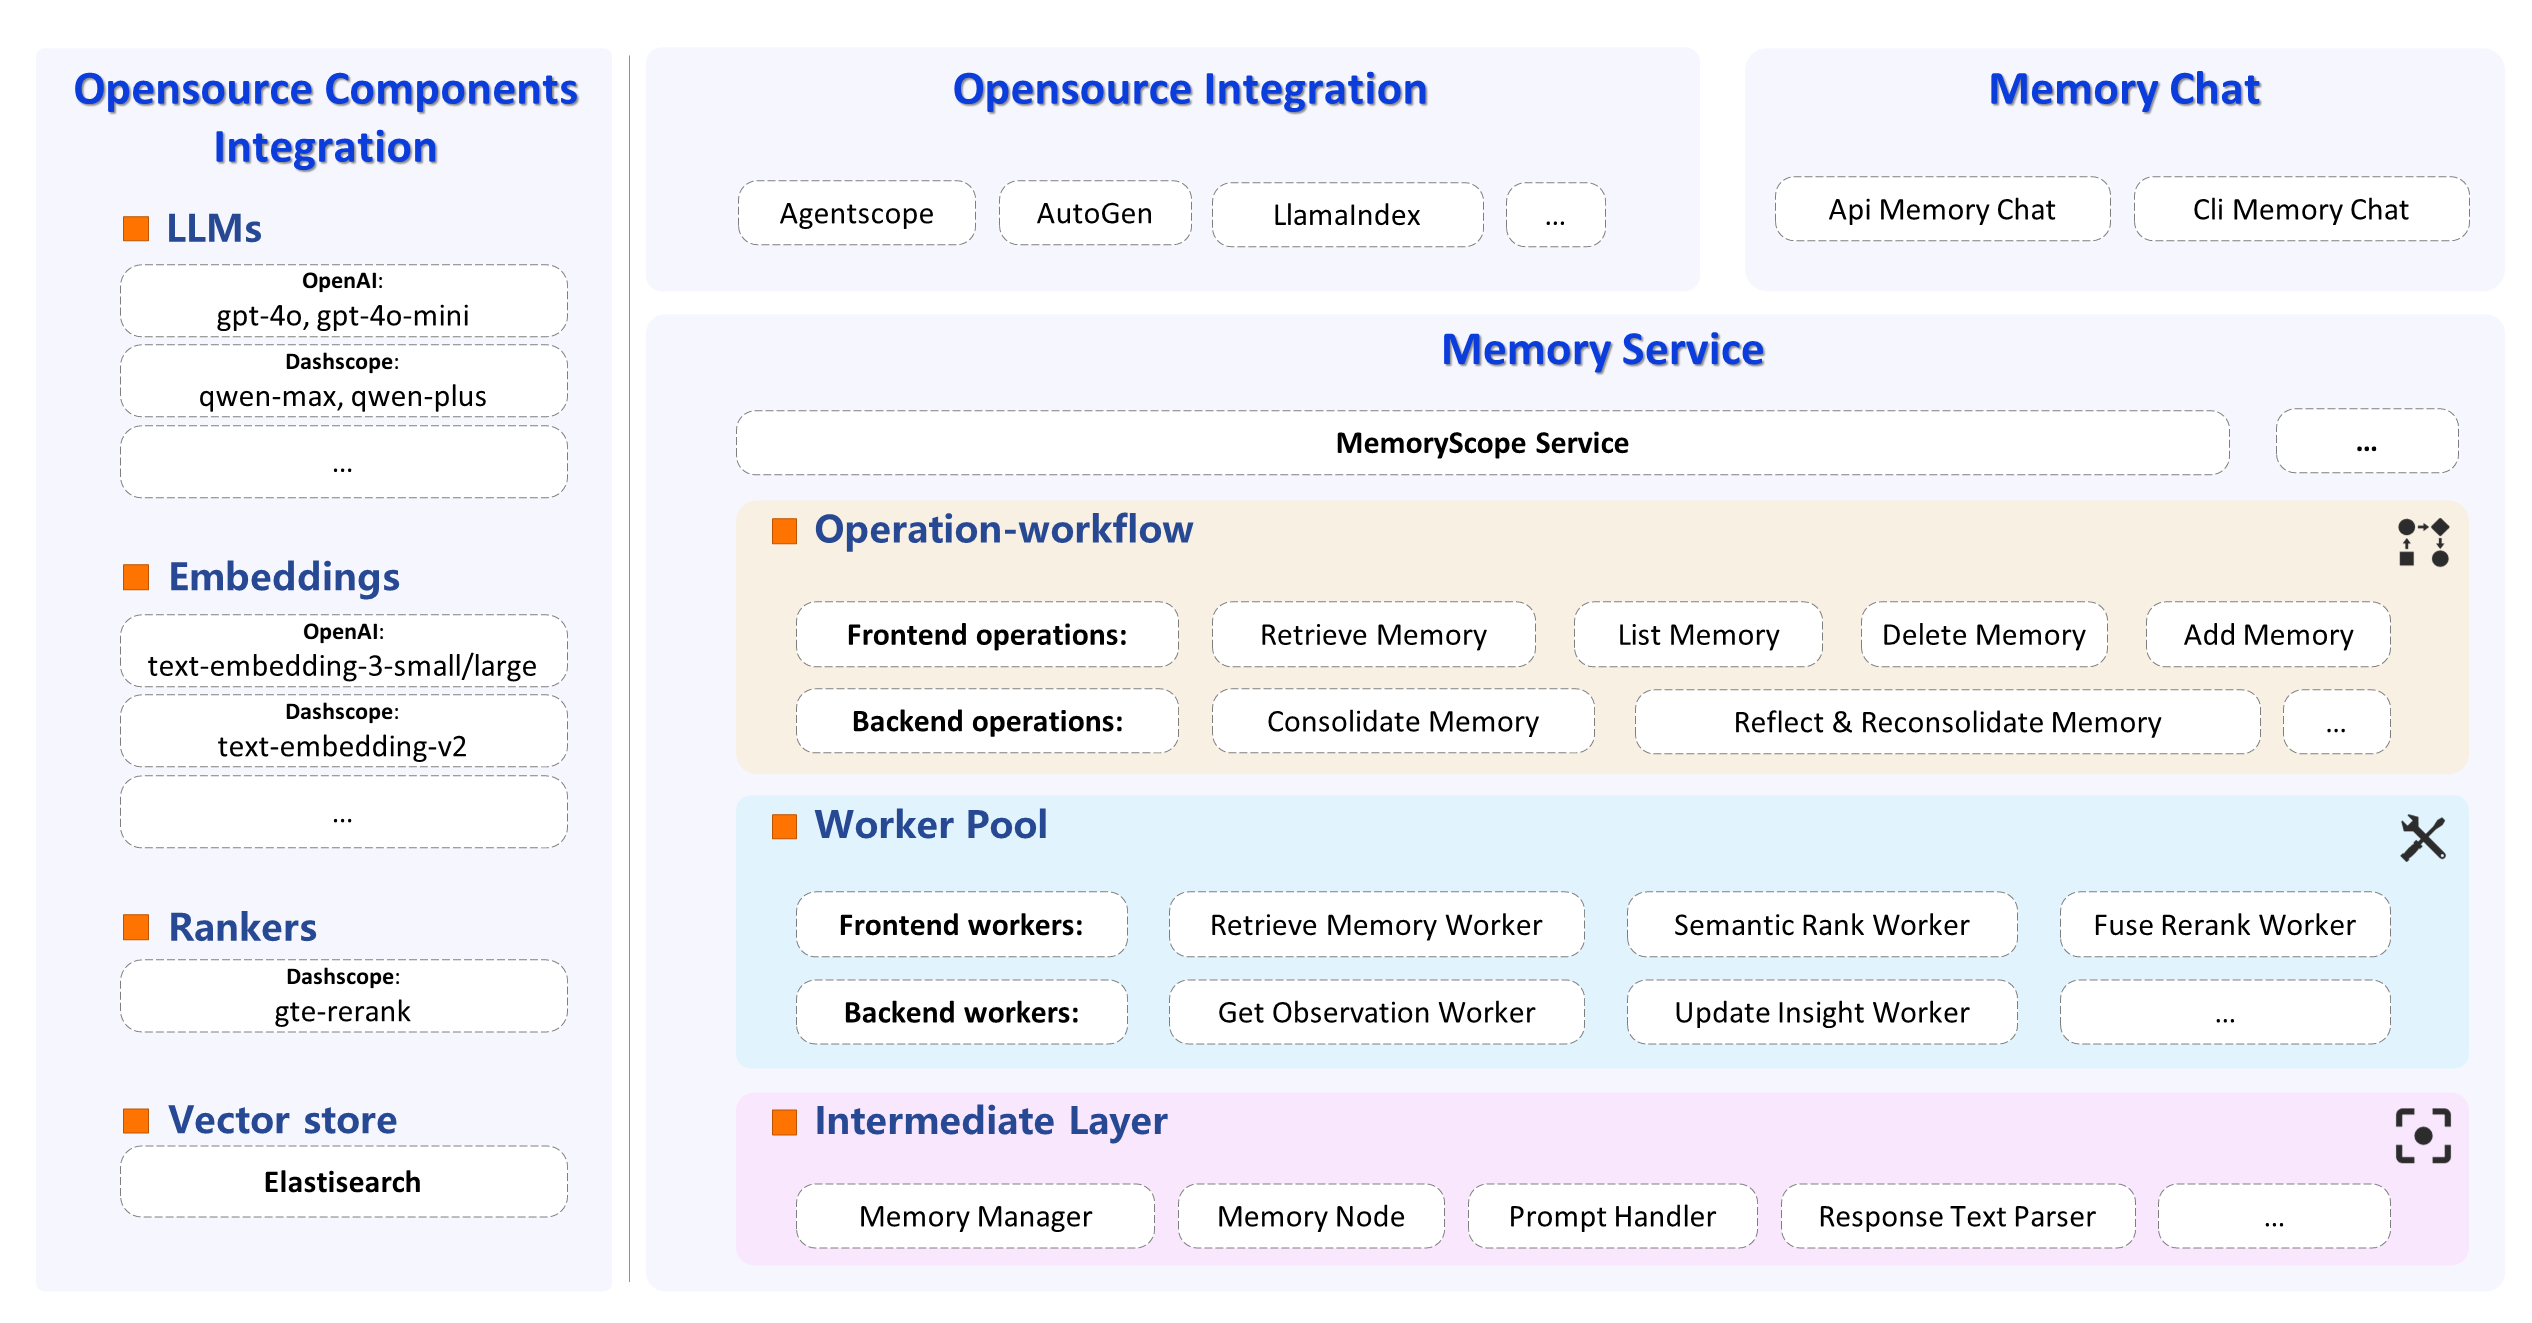 Opensource Components
Integration
LLMs
OpenAI:
gpt-4o, gpt-4o-mini
Dashscope:
qwen-max, qwen-plus
...
Embeddings
OpenAI:
text-embedding-3-small/large
Dashscope:
text-embedding-v2
...
Rankers
Dashscope:
gte-rerank
Vector store
Elastisearch
Opensource Integration
Agentscope
AutoGen
LlamaIndex
...
Memory Chat
Api Memory Chat
Cli Memory Chat
Memory Service
MemoryScope Service
...
Operation-workflow
Frontend operations:
Retrieve Memory
List Memory
Delete Memory
Add Memory
Backend operations:
Consolidate Memory
Reflect & Reconsolidate Memory
...
Worker Pool
Frontend workers:
Retrieve Memory Worker
Semantic Rank Worker
Fuse Rerank Worker
Backend workers:
Get Observation Worker
Update Insight Worker
...
Intermediate Layer
Memory Manager
Memory Node
Prompt Handler
Response Text Parser
...